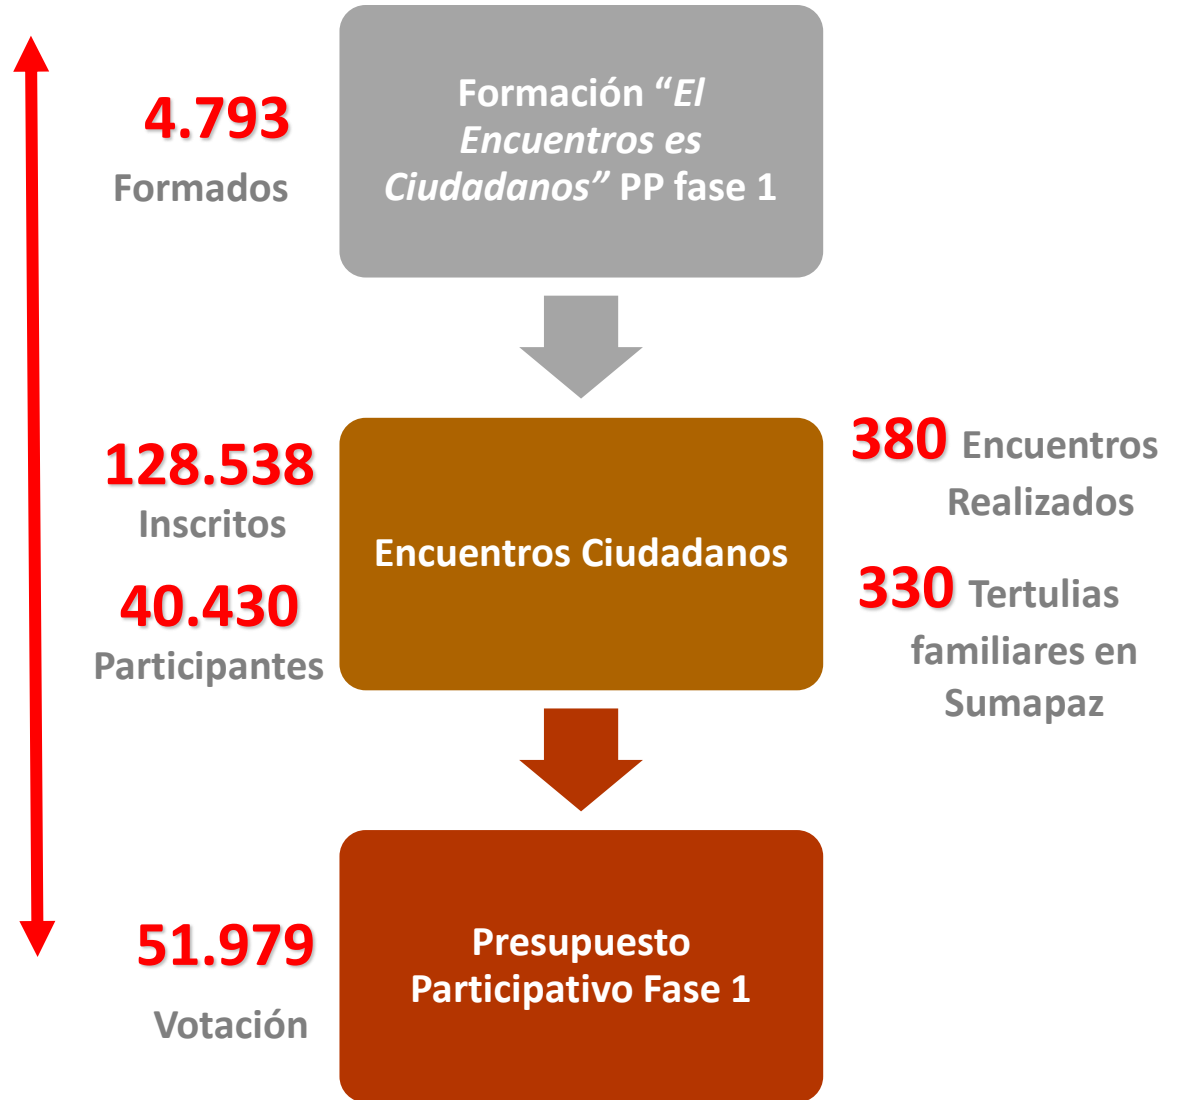 4.793
Formados
Formación “El
Encuentros es
Ciudadanos” PP fase 1
128.538
Inscritos
40.430
Participantes
Encuentros Ciudadanos
380 Encuentros
Realizados
330 Tertulias
familiares en
Sumapaz
51.979
Votación
Presupuesto
Participativo Fase 1